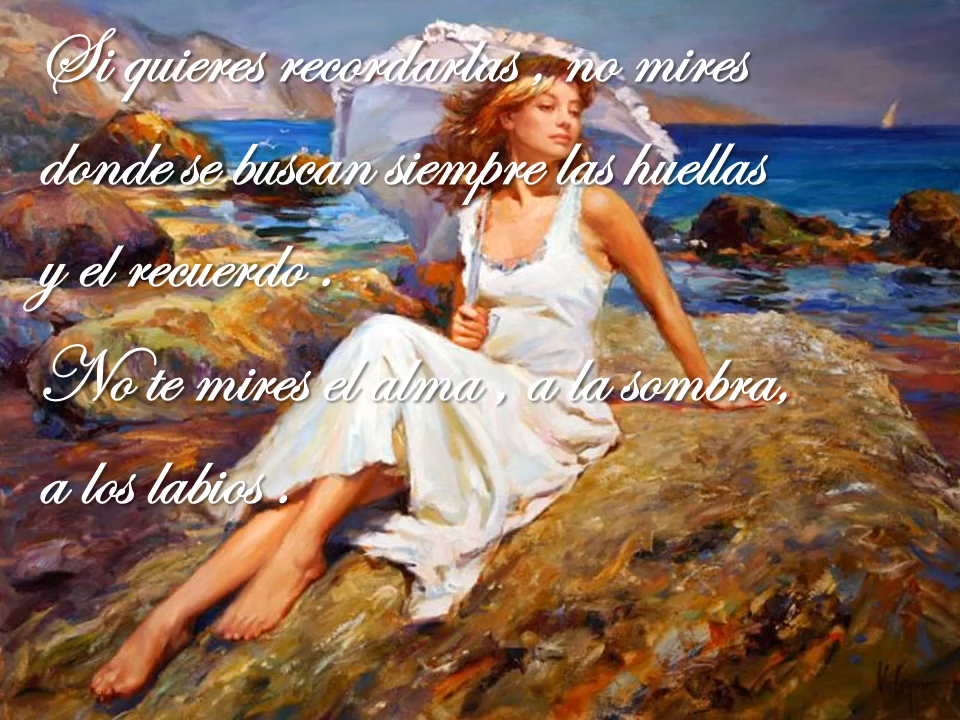 Si quieres recordarlas , no mires
donde se buscan siempre las huellas
y el recuerdo .
No te mires el alma , a la sombra,
a los labios .